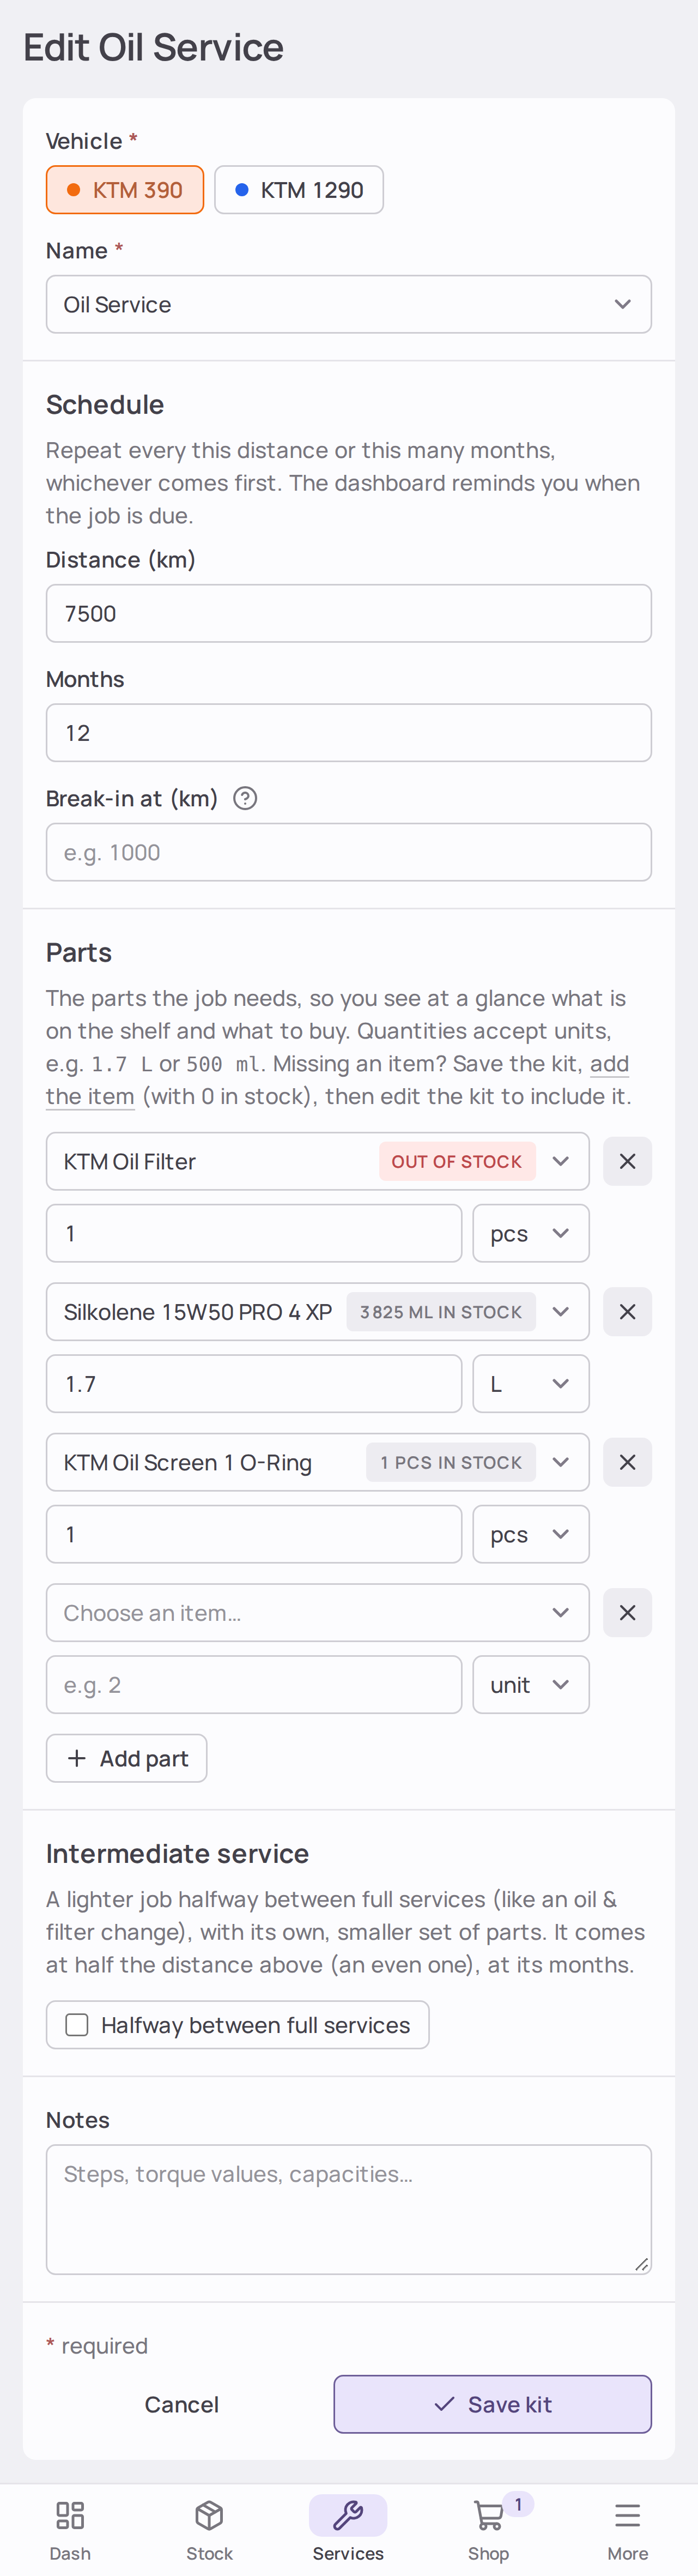 Edit Oil Service
Vehicle *
KTM 390
KTM 1290
Name *
Oil Service
Schedule
Repeat every this distance or this many months,
whichever comes first. The dashboard reminds you when
the job is due.
Distance (km)
7500
Months
12
Break-in at (km)
e.g. 1000
Parts
The parts the job needs, so you see at a glance what is
on the shelf and what to buy. Quantities accept units,
e.g. 1.7 L or 500 ml. Missing an item? Save the kit, add
the item (with 0 in stock), then edit the kit to include it.
KTM Oil Filter OUT OF STOCK
1 pcs
Silkolene 15W50 PRO 4 XP 3 825 ML IN STOCK
1.7 L
KTM Oil Screen 1 O-Ring 1 PCS IN STOCK
1 pcs
Choose an item…
e.g. 2 unit
Add part
Intermediate service
A lighter job halfway between full services (like an oil &
filter change), with its own, smaller set of parts. It comes
at half the distance above (an even one), at its months.
Halfway between full services
Notes
Steps, torque values, capacities…
* required
Cancel Save kit
1
Dash Stock Services Shop More